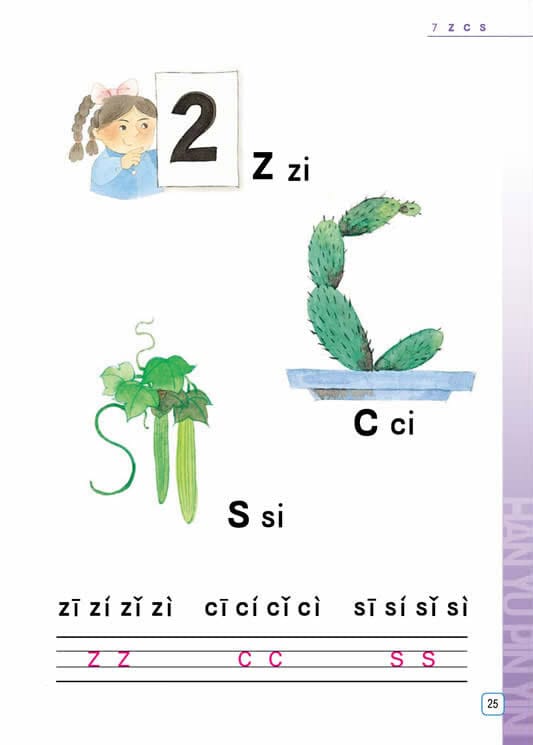 7 Z C S
2
Z zi
C ci
S si
zī zí zǐ zì cī cí cǐ cì sī sí sǐ sì
Z Z C C S S
HAN YU PIN YIN
25